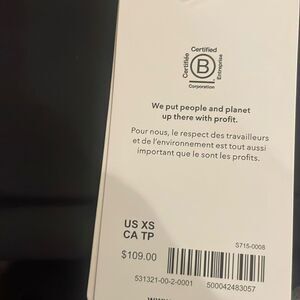 Certified
Certifiée
B
Entreprise
Corporation
We put people and planet
up there with profit.
Pour nous, le respect des travailleurs
et de l'environnement est tout aussi
important que le sont les profits.
US XS
CA TP
S715-0008
$109.00
531321-00-2-0001
500042483057